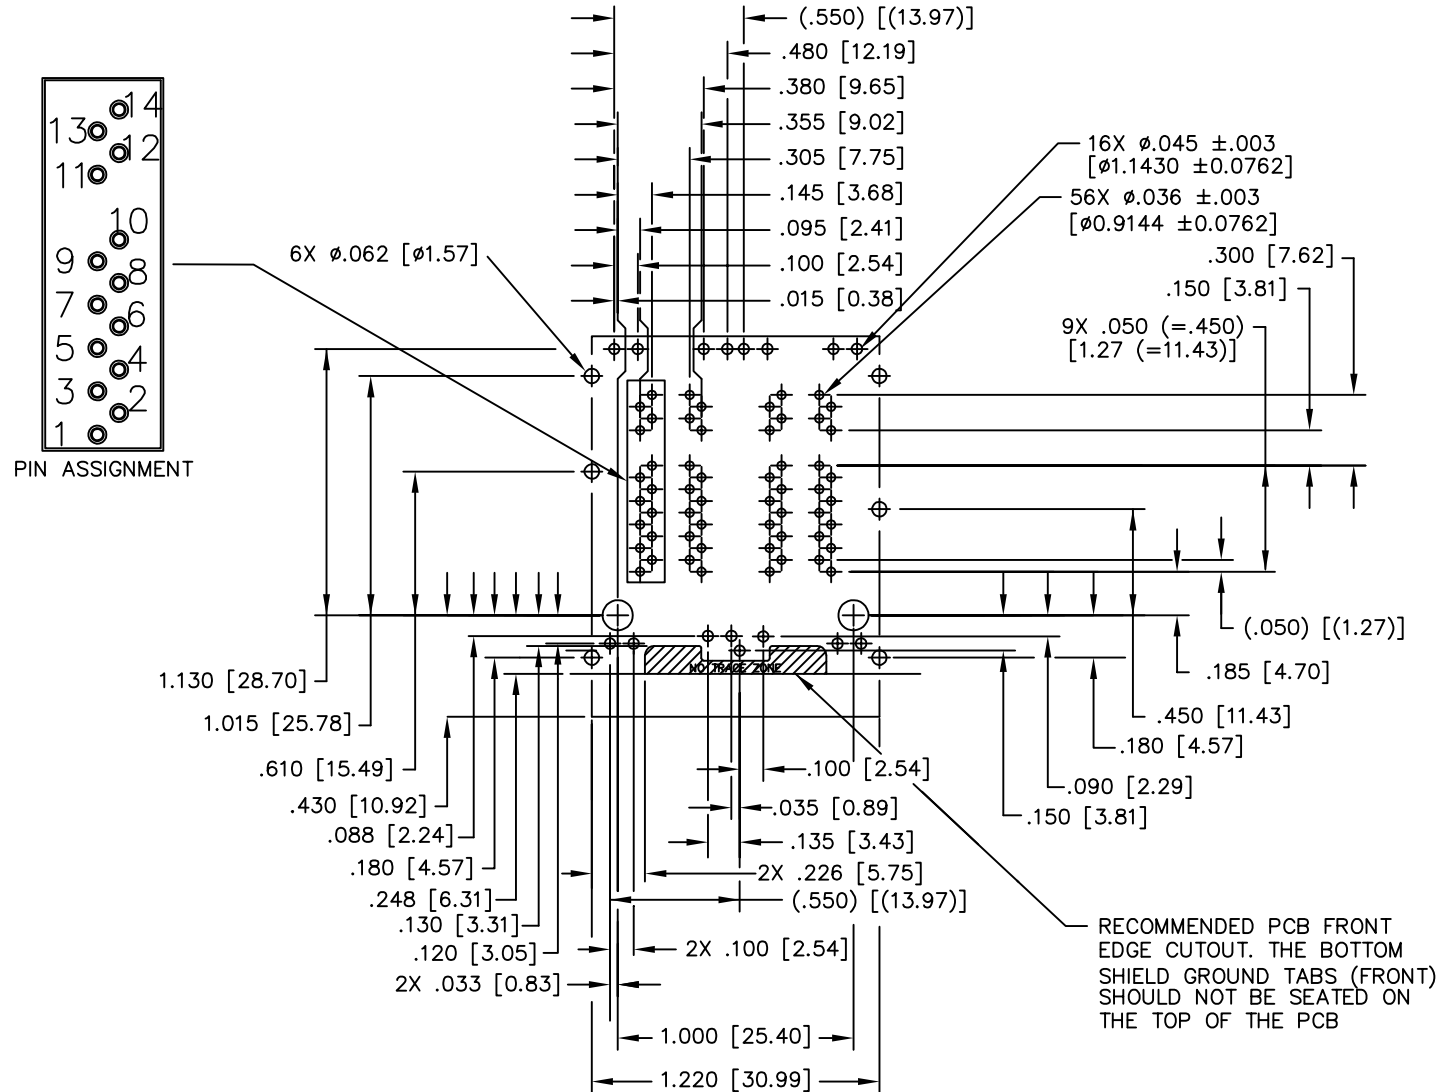 (.550) [(13.97)]
.480 [12.19]
.380 [9.65]
.355 [9.02]
.305 [7.75]
.145 [3.68]
.095 [2.41]
.100 [2.54]
.015 [0.38]
14
13
12
11
10
9
8
7
6
5
4
3
2
1
PIN ASSIGNMENT
6X ø.062 [ø1.57]
16X ø.045 ±.003
[ø1.1430 ±0.0762]
56X ø.036 ±.003
[ø0.9144 ±0.0762]
.300 [7.62]
.150 [3.81]
9X .050 (=.450)
[1.27 (=11.43)]
(.050) [(1.27)]
.185 [4.70]
.450 [11.43]
.180 [4.57]
.090 [2.29]
.150 [3.81]
NO TRACE ZONE
1.130 [28.70]
1.015 [25.78]
.610 [15.49]
.430 [10.92]
.088 [2.24]
.180 [4.57]
.248 [6.31]
.130 [3.31]
.120 [3.05]
2X .033 [0.83]
.100 [2.54]
.035 [0.89]
.135 [3.43]
2X .226 [5.75]
(.550) [(13.97)]
2X .100 [2.54]
1.000 [25.40]
1.220 [30.99]
RECOMMENDED PCB FRONT
EDGE CUTOUT. THE BOTTOM
SHIELD GROUND TABS (FRONT)
SHOULD NOT BE SEATED ON
THE TOP OF THE PCB